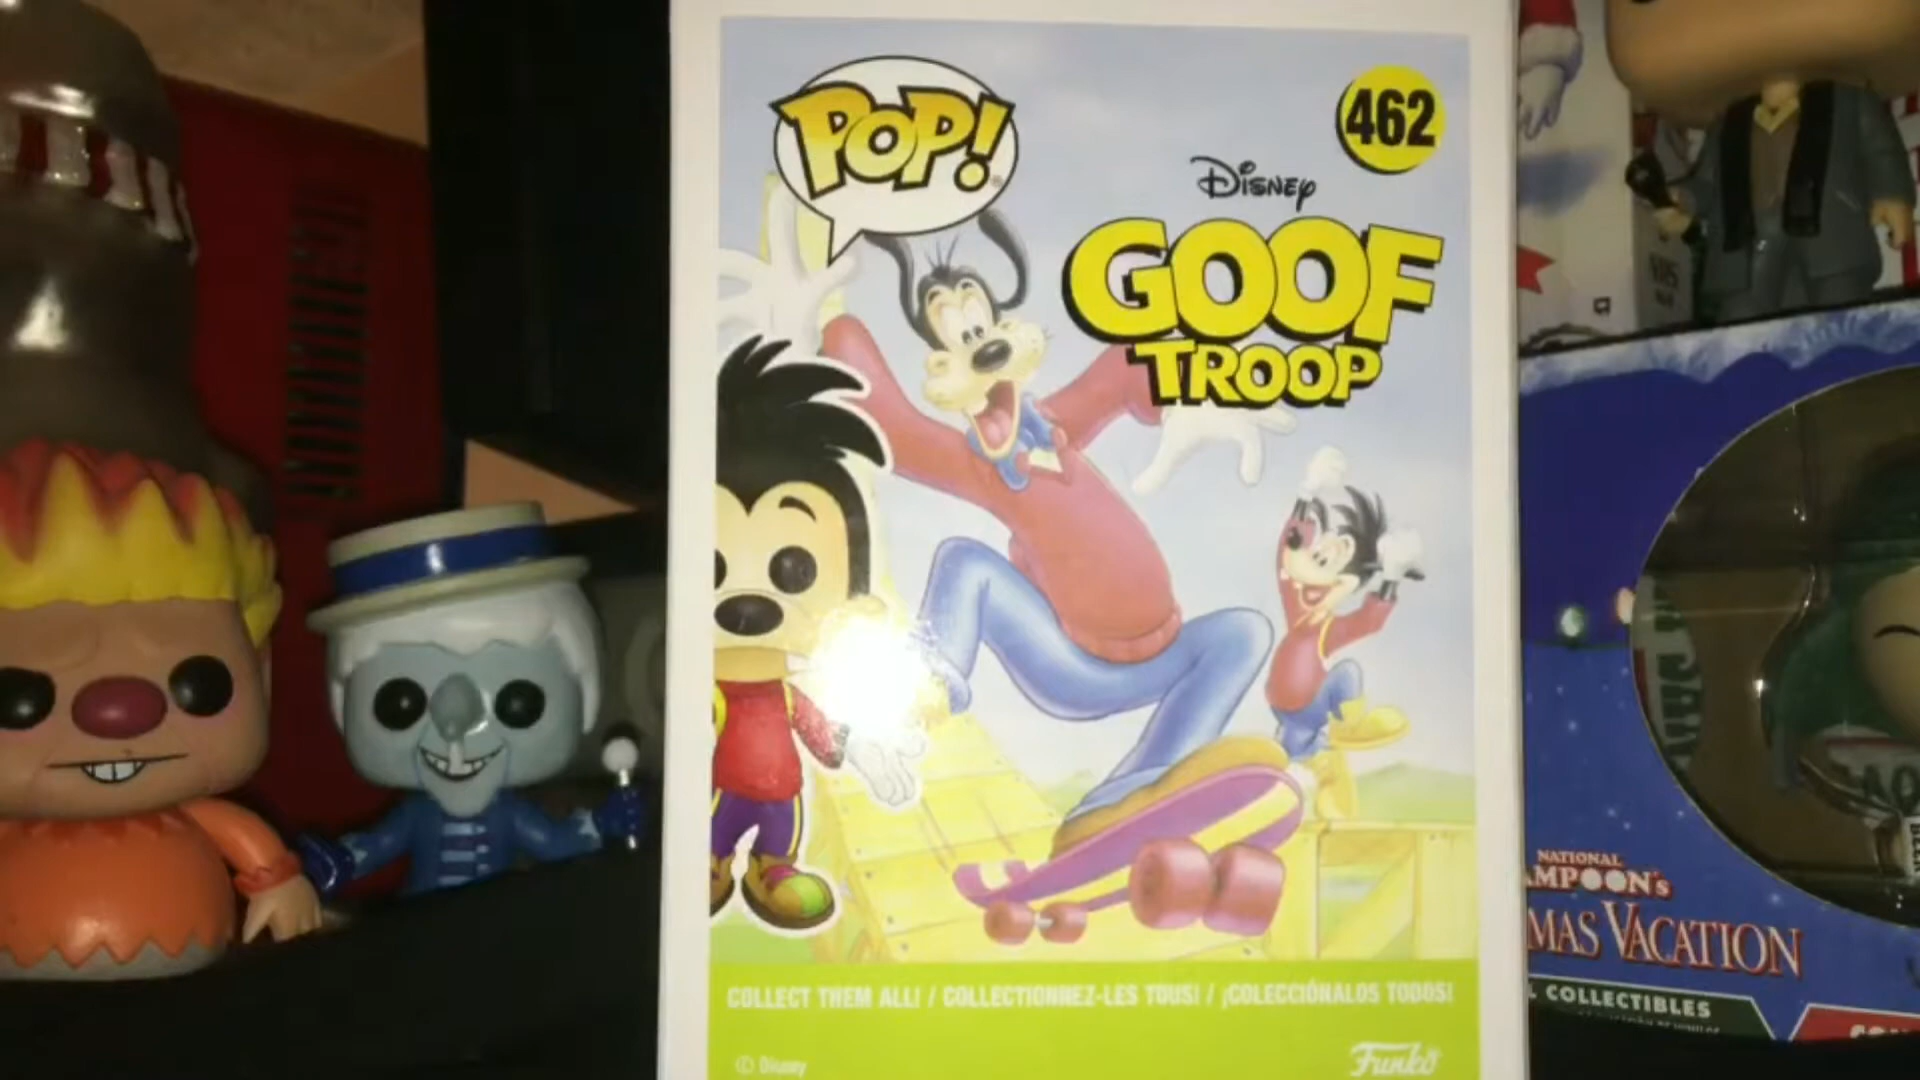 POP!
462
Disney
GOOF
TROOP
COLLECT THEM ALL! / COLLECTIONNEZ-LES TOUS! / ¡COLECCIÓNALOS TODOS!
© Disney
Funko
NATIONAL
AMPOON's
MAS VACATION
L COLLECTIBLES